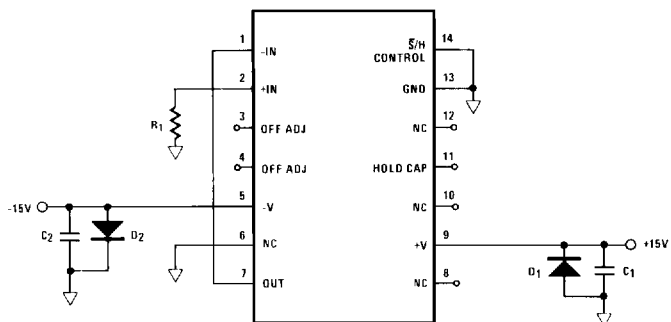 1 -IN
2 +IN
R1
3 OFF ADJ
4 OFF ADJ
-15V
5 -V
C2
D2
6 NC
7 OUT
S̅/H CONTROL 14
GND 13
NC 12
HOLD CAP 11
NC 10
+V 9
+15V
D1
C1
NC 8